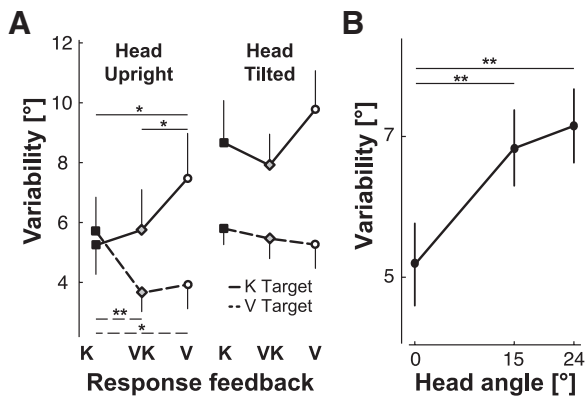 A
Variability [°]
12
10
8
6
4
Head
Upright
Head
Tilted
*
*
**
*
K Target
V Target
K VK V K VK V
Response feedback
B
Variability [°]
7
5
**
**
0 15 24
Head angle [°]